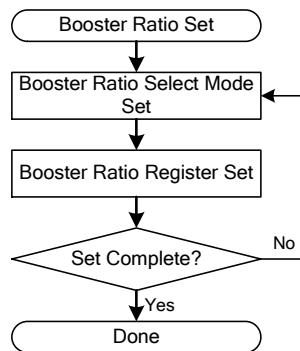 Booster Ratio Set
Booster Ratio Select Mode
Set
Booster Ratio Register Set
Set Complete?
No
Yes
Done